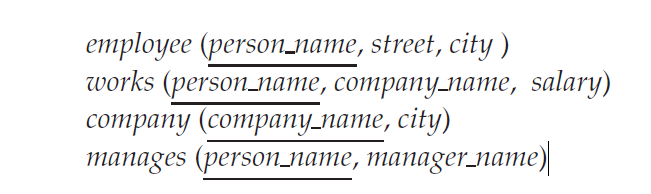 employee (person_name, street, city )
works (person_name, company_name, salary)
company (company_name, city)
manages (person_name, manager_name)